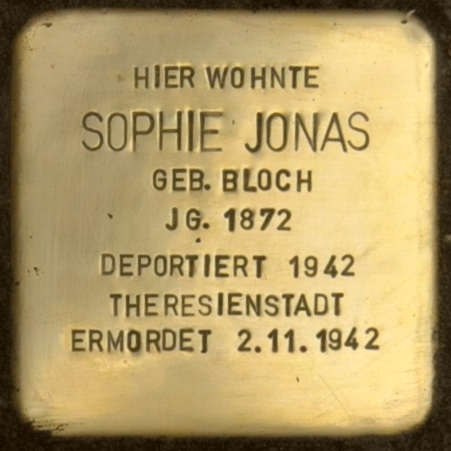 HIER WOHNTE
SOPHIE JONAS
GEB. BLOCH
JG. 1872
DEPORTIERT 1942
THERESIENSTADT
ERMORDET 2.11.1942